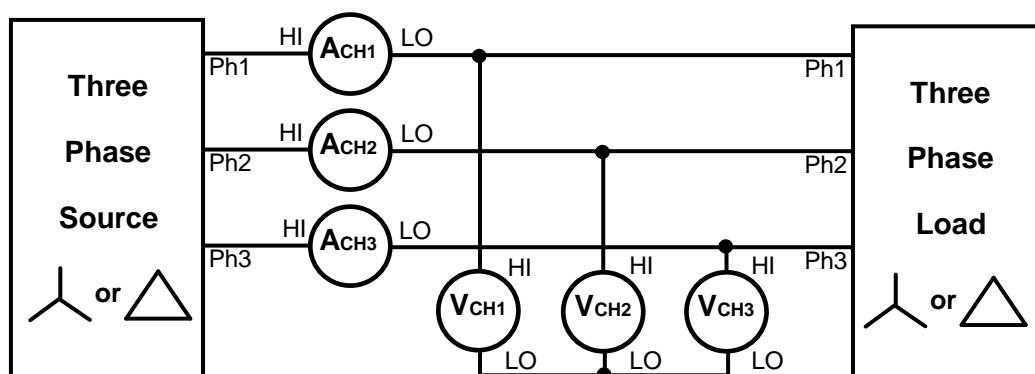 HI ACH1 LO
Ph1 Ph1
Three Three
HI ACH2 LO
Phase Phase
Ph2 Ph2
Source Load
HI ACH3 LO
Ph3 Ph3
HI HI HI
or or
VCH1 VCH2 VCH3
LO LO LO